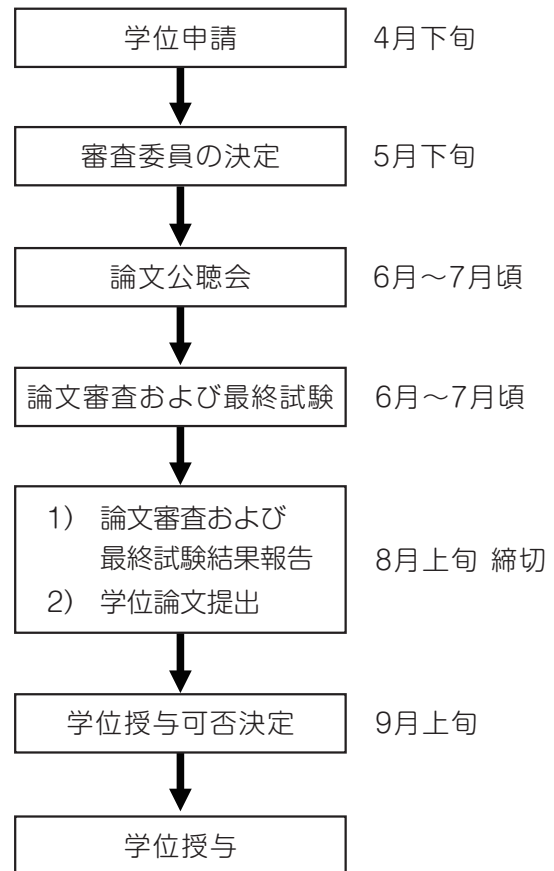 学位申請 4月下旬
審査委員の決定 5月下旬
論文公聴会 6月～7月頃
論文審査および最終試験 6月～7月頃
1) 論文審査および
最終試験結果報告 8月上旬 締切
2) 学位論文提出
学位授与可否決定 9月上旬
学位授与